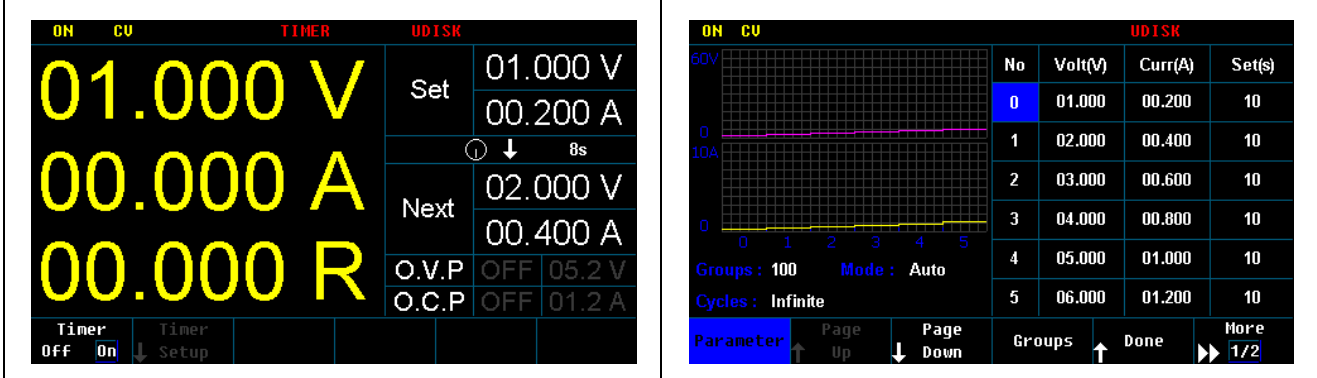 ON CV TIMER UDISK
01.000 V
00.000 A
00.000 R
Set 01.000 V
00.200 A
8s
Next 02.000 V
00.400 A
O.V.P OFF 05.2 V
O.C.P OFF 01.2 A
Timer Off On
Timer Setup
ON CV UDISK
60V
0
10A
0
0 1 2 3 4 5
Groups : 100 Mode : Auto
Cycles : Infinite
No Volt(V) Curr(A) Set(s)
0 01.000 00.200 10
1 02.000 00.400 10
2 03.000 00.600 10
3 04.000 00.800 10
4 05.000 01.000 10
5 06.000 01.200 10
Parameter
Page Up
Page Down
Groups
Done
More 1/2